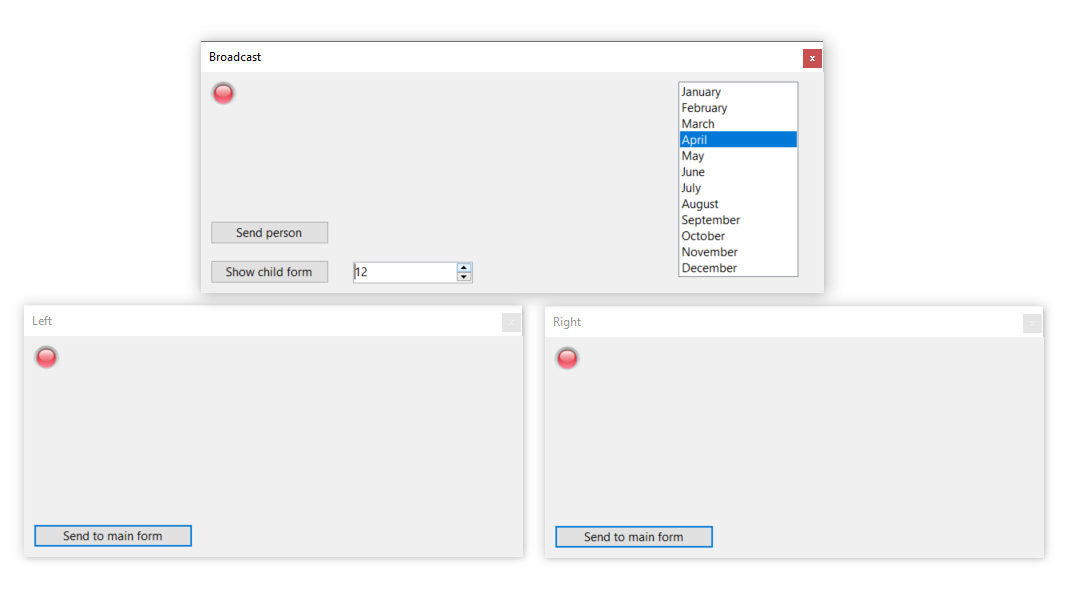 Broadcast
x
January
February
March
April
May
June
July
August
September
October
November
December
Send person
Show child form
12
Left
x
Right
x
Send to main form
Send to main form